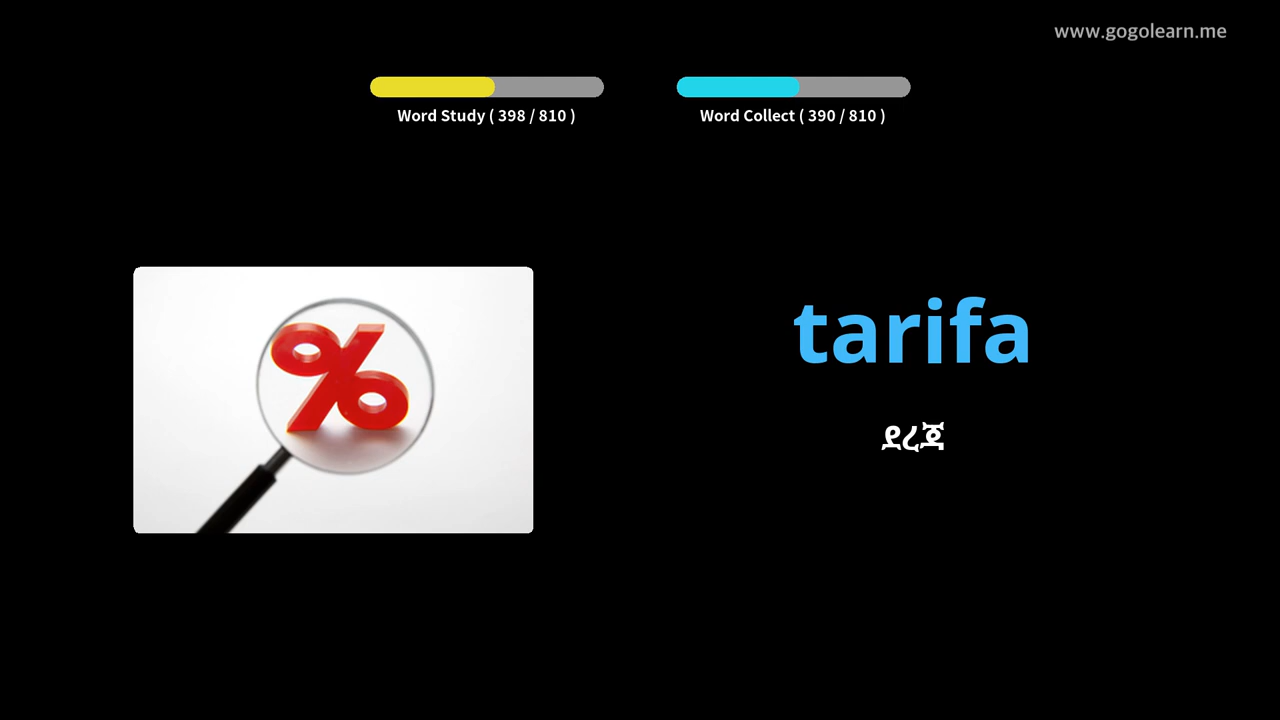 www.gogolearn.me
Word Study ( 398 / 810 )
Word Collect ( 390 / 810 )
%
tarifa
ደረጃ